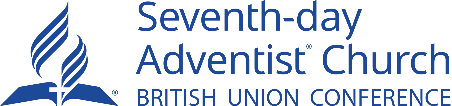 Seventh-day
Adventist® Church
BRITISH UNION CONFERENCE
®